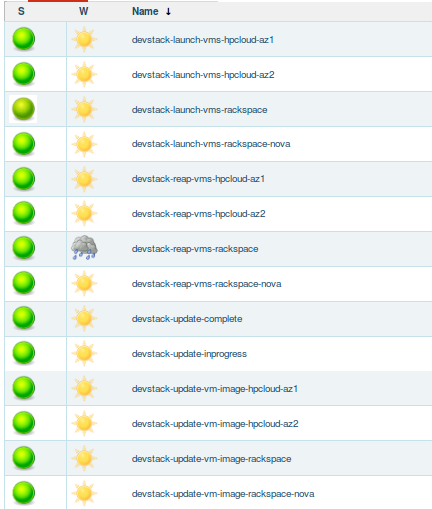 S W Name ↓
devstack-launch-vms-hpcloud-az1
devstack-launch-vms-hpcloud-az2
devstack-launch-vms-rackspace
devstack-launch-vms-rackspace-nova
devstack-reap-vms-hpcloud-az1
devstack-reap-vms-hpcloud-az2
devstack-reap-vms-rackspace
devstack-reap-vms-rackspace-nova
devstack-update-complete
devstack-update-inprogress
devstack-update-vm-image-hpcloud-az1
devstack-update-vm-image-hpcloud-az2
devstack-update-vm-image-rackspace
devstack-update-vm-image-rackspace-nova